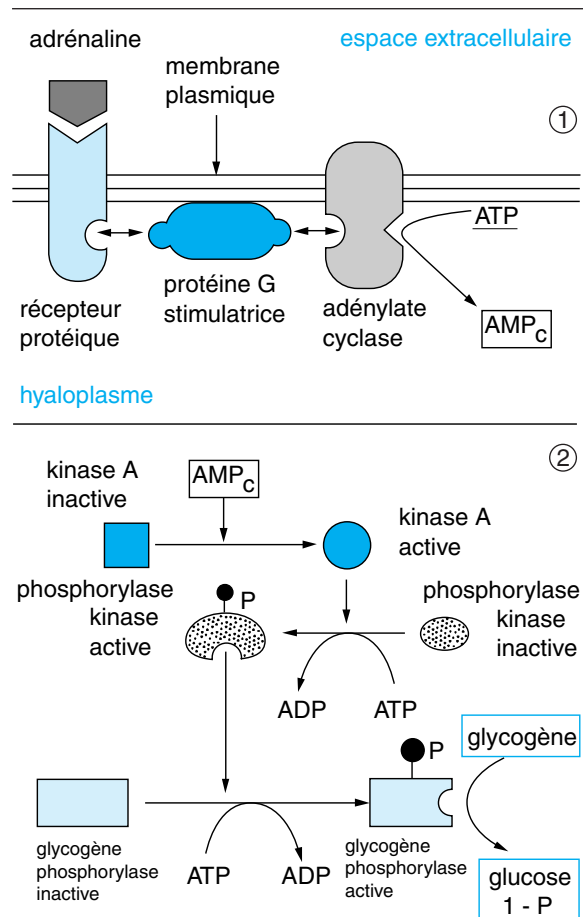 adrénaline
espace extracellulaire
membrane
plasmique
1
ATP
récepteur
protéique
protéine G
stimulatrice
adénylate
cyclase
AMPc
hyaloplasme
2
kinase A
inactive
AMPc
kinase A
active
phosphorylase
kinase
active
P
phosphorylase
kinase
inactive
ADP
ATP
P
glycogène
glycogène
phosphorylase
inactive
ATP
ADP
glycogène
phosphorylase
active
glucose
1 - P